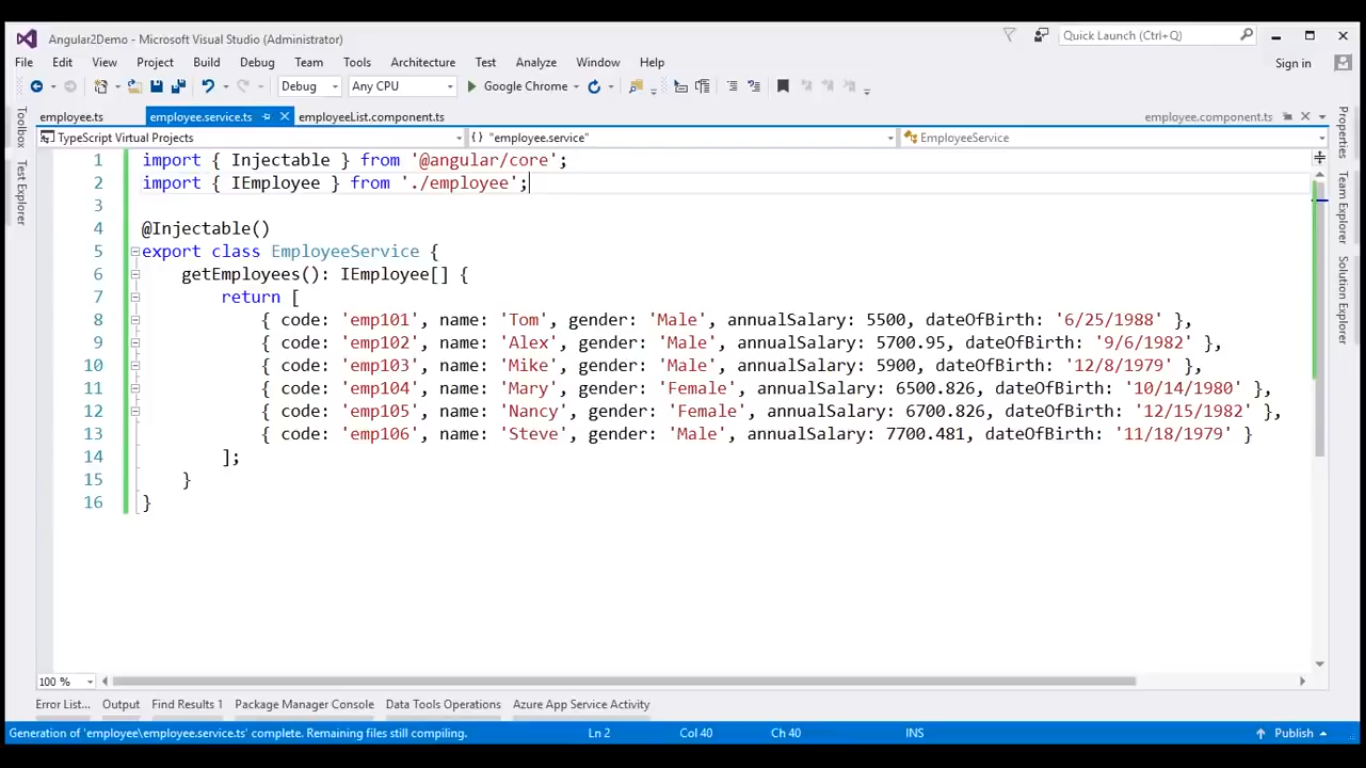 Angular2Demo - Microsoft Visual Studio (Administrator)
Quick Launch (Ctrl+Q)
File Edit View Project Build Debug Team Tools Architecture Test Analyze Window Help
Sign in
Debug Any CPU Google Chrome
employee.ts employee.service.ts employeeList.component.ts employee.component.ts
TypeScript Virtual Projects {} "employee.service" EmployeeService
Toolbox
Test Explorer
1 import { Injectable } from '@angular/core';
2 import { IEmployee } from './employee';
3
4 @Injectable()
5 export class EmployeeService {
6 getEmployees(): IEmployee[] {
7 return [
8 { code: 'emp101', name: 'Tom', gender: 'Male', annualSalary: 5500, dateOfBirth: '6/25/1988' },
9 { code: 'emp102', name: 'Alex', gender: 'Male', annualSalary: 5700.95, dateOfBirth: '9/6/1982' },
10 { code: 'emp103', name: 'Mike', gender: 'Male', annualSalary: 5900, dateOfBirth: '12/8/1979' },
11 { code: 'emp104', name: 'Mary', gender: 'Female', annualSalary: 6500.826, dateOfBirth: '10/14/1980' },
12 { code: 'emp105', name: 'Nancy', gender: 'Female', annualSalary: 6700.826, dateOfBirth: '12/15/1982' },
13 { code: 'emp106', name: 'Steve', gender: 'Male', annualSalary: 7700.481, dateOfBirth: '11/18/1979' }
14 ];
15 }
16 }
Properties
Team Explorer
Solution Explorer
100 %
Error List... Output Find Results 1 Package Manager Console Data Tools Operations Azure App Service Activity
Generation of 'employee\employee.service.ts' complete. Remaining files still compiling. Ln 2 Col 40 Ch 40 INS Publish